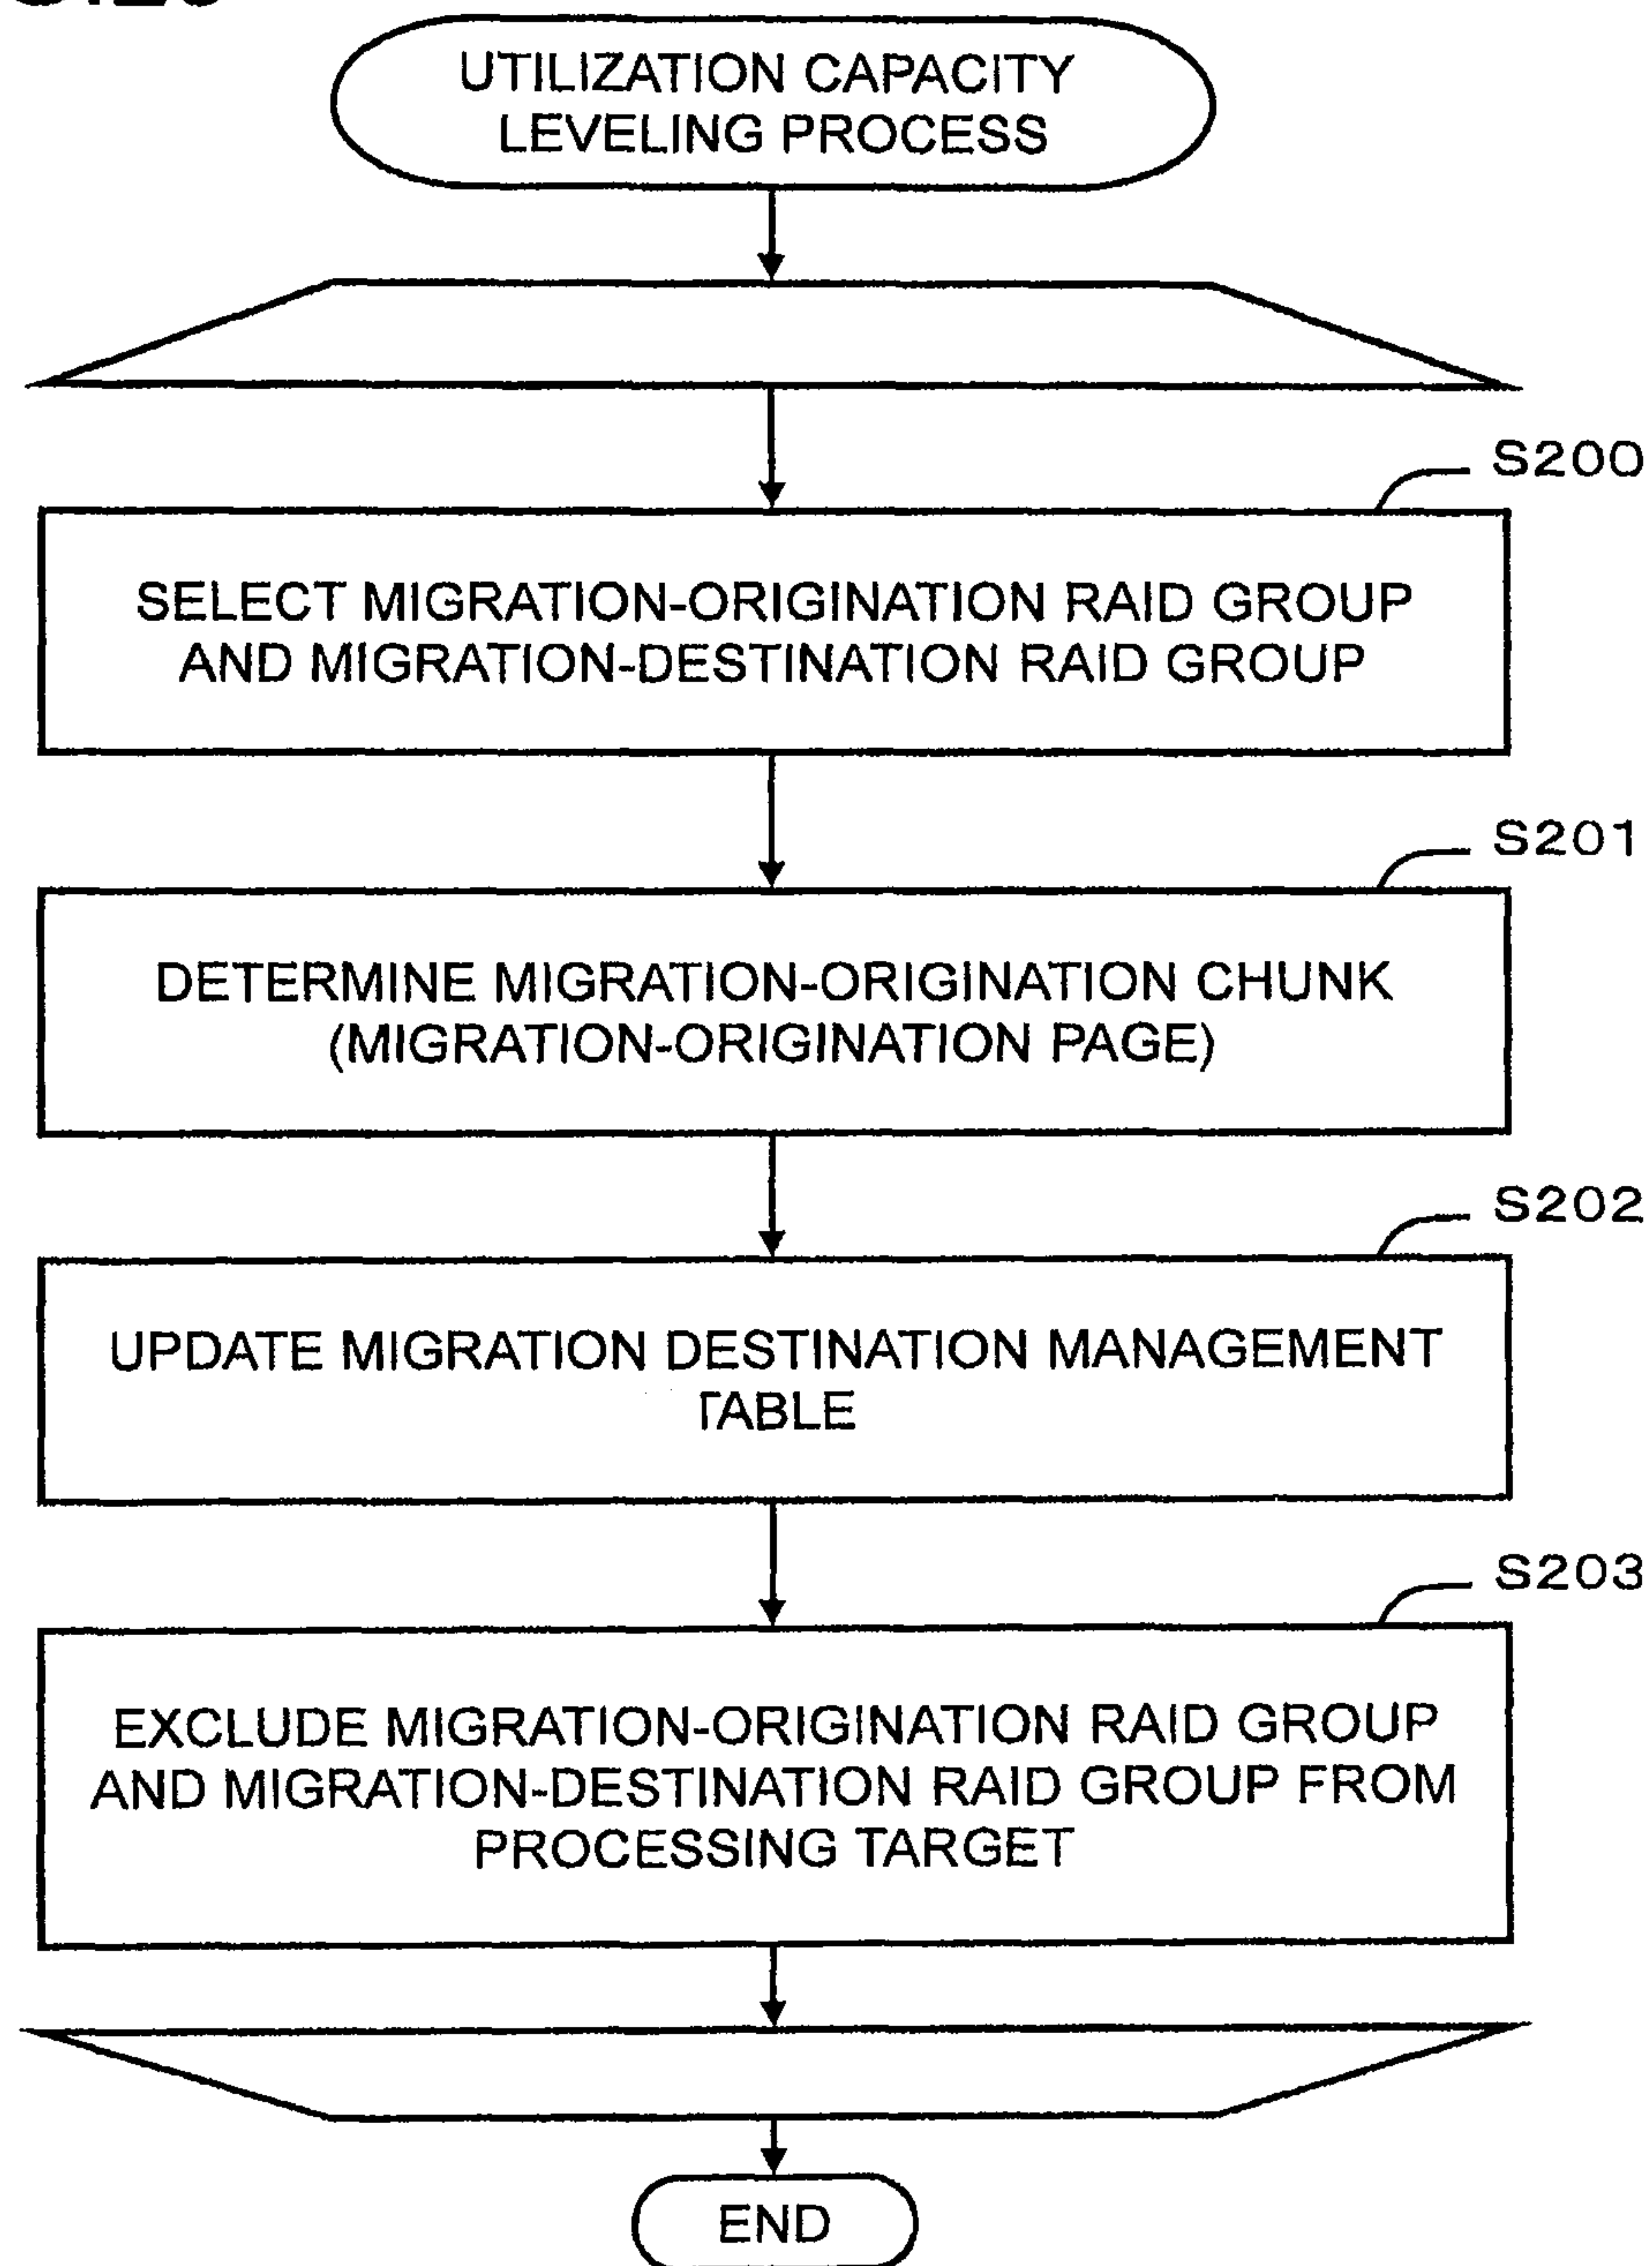 UTILIZATION CAPACITY
LEVELING PROCESS
S200
SELECT MIGRATION-ORIGINATION RAID GROUP
AND MIGRATION-DESTINATION RAID GROUP
S201
DETERMINE MIGRATION-ORIGINATION CHUNK
(MIGRATION-ORIGINATION PAGE)
S202
UPDATE MIGRATION DESTINATION MANAGEMENT
TABLE
S203
EXCLUDE MIGRATION-ORIGINATION RAID GROUP
AND MIGRATION-DESTINATION RAID GROUP FROM
PROCESSING TARGET
END